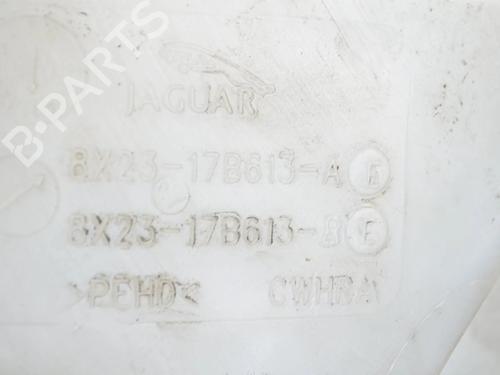 JAGUAR
8X23-17B613-A E
8X23-17B613-B E
>PEHD< CWHBA
B-PARTS